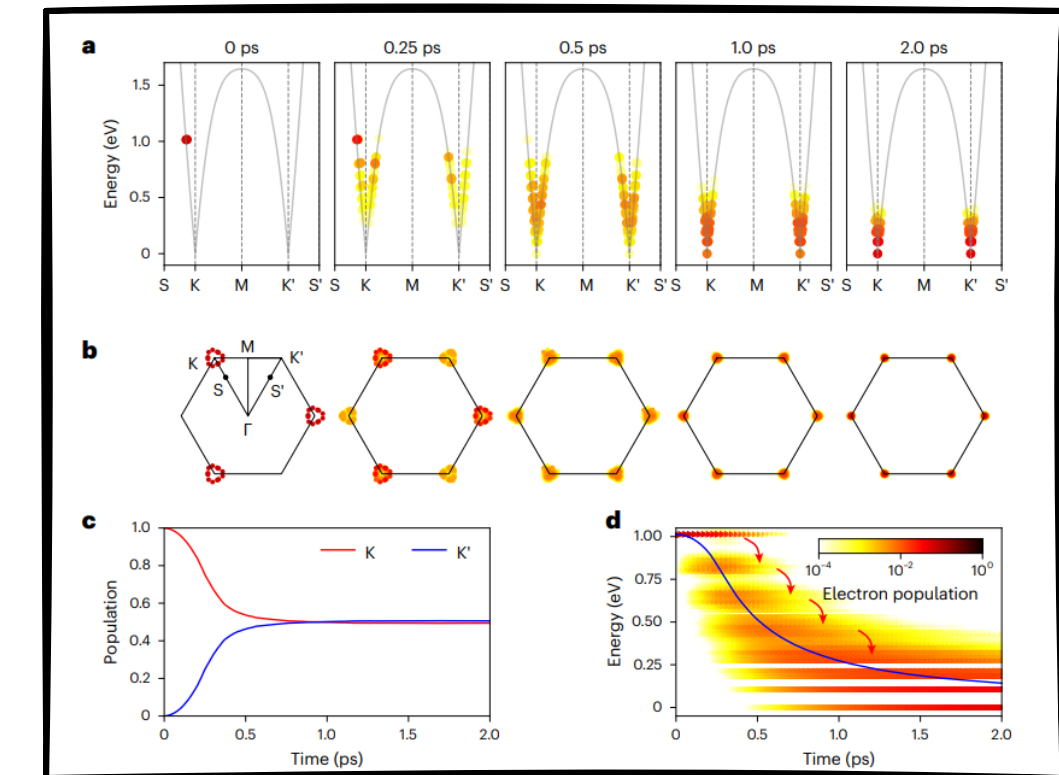 a
0 ps 0.25 ps 0.5 ps 1.0 ps 2.0 ps
Energy (eV)
1.5
1.0
0.5
0
S K M K' S' S K M K' S' S K M K' S' S K M K' S' S K M K' S'
b
K M K'
S S'
Γ
c
Population
1.0
0.8
0.6
0.4
0.2
0
K K'
0 0.5 1.0 1.5 2.0
Time (ps)
d
Energy (eV)
1.00
0.75
0.50
0.25
0
10⁻⁴ 10⁻² 10⁰
Electron population
0 0.5 1.0 1.5 2.0
Time (ps)